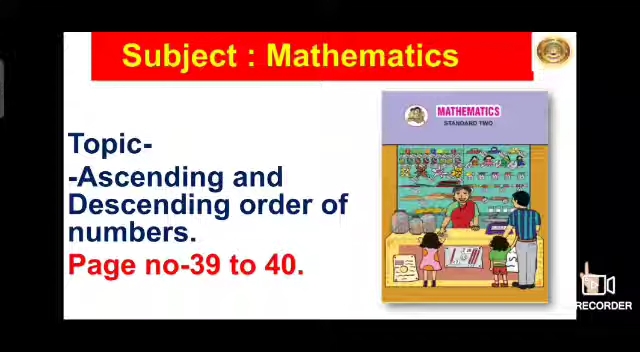 Subject : Mathematics
MATHEMATICS
STANDARD TWO
Topic-
-Ascending and
Descending order of
numbers.
Page no-39 to 40.
RECORDER